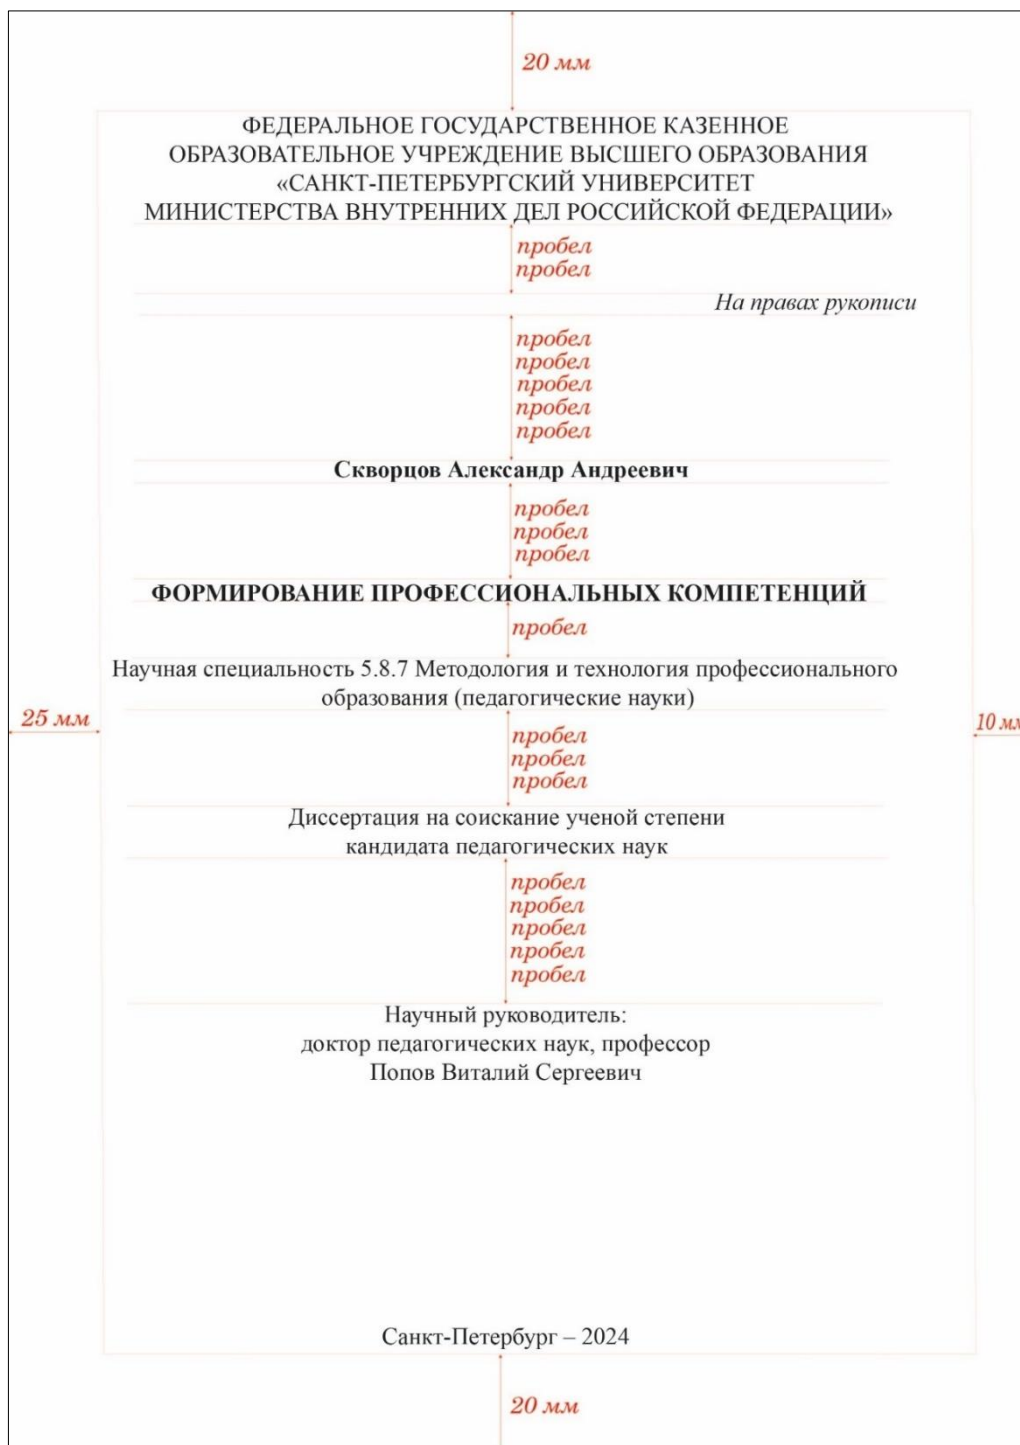 20 мм
ФЕДЕРАЛЬНОЕ ГОСУДАРСТВЕННОЕ КАЗЕННОЕ
ОБРАЗОВАТЕЛЬНОЕ УЧРЕЖДЕНИЕ ВЫСШЕГО ОБРАЗОВАНИЯ
«САНКТ-ПЕТЕРБУРГСКИЙ УНИВЕРСИТЕТ
МИНИСТЕРСТВА ВНУТРЕННИХ ДЕЛ РОССИЙСКОЙ ФЕДЕРАЦИИ»
пробел
пробел
На правах рукописи
пробел
пробел
пробел
пробел
пробел
Скворцов Александр Андреевич
пробел
пробел
пробел
ФОРМИРОВАНИЕ ПРОФЕССИОНАЛЬНЫХ КОМПЕТЕНЦИЙ
пробел
Научная специальность 5.8.7 Методология и технология профессионального
образования (педагогические науки)
25 мм
10 мм
пробел
пробел
пробел
Диссертация на соискание ученой степени
кандидата педагогических наук
пробел
пробел
пробел
пробел
пробел
Научный руководитель:
доктор педагогических наук, профессор
Попов Виталий Сергеевич
Санкт-Петербург – 2024
20 мм